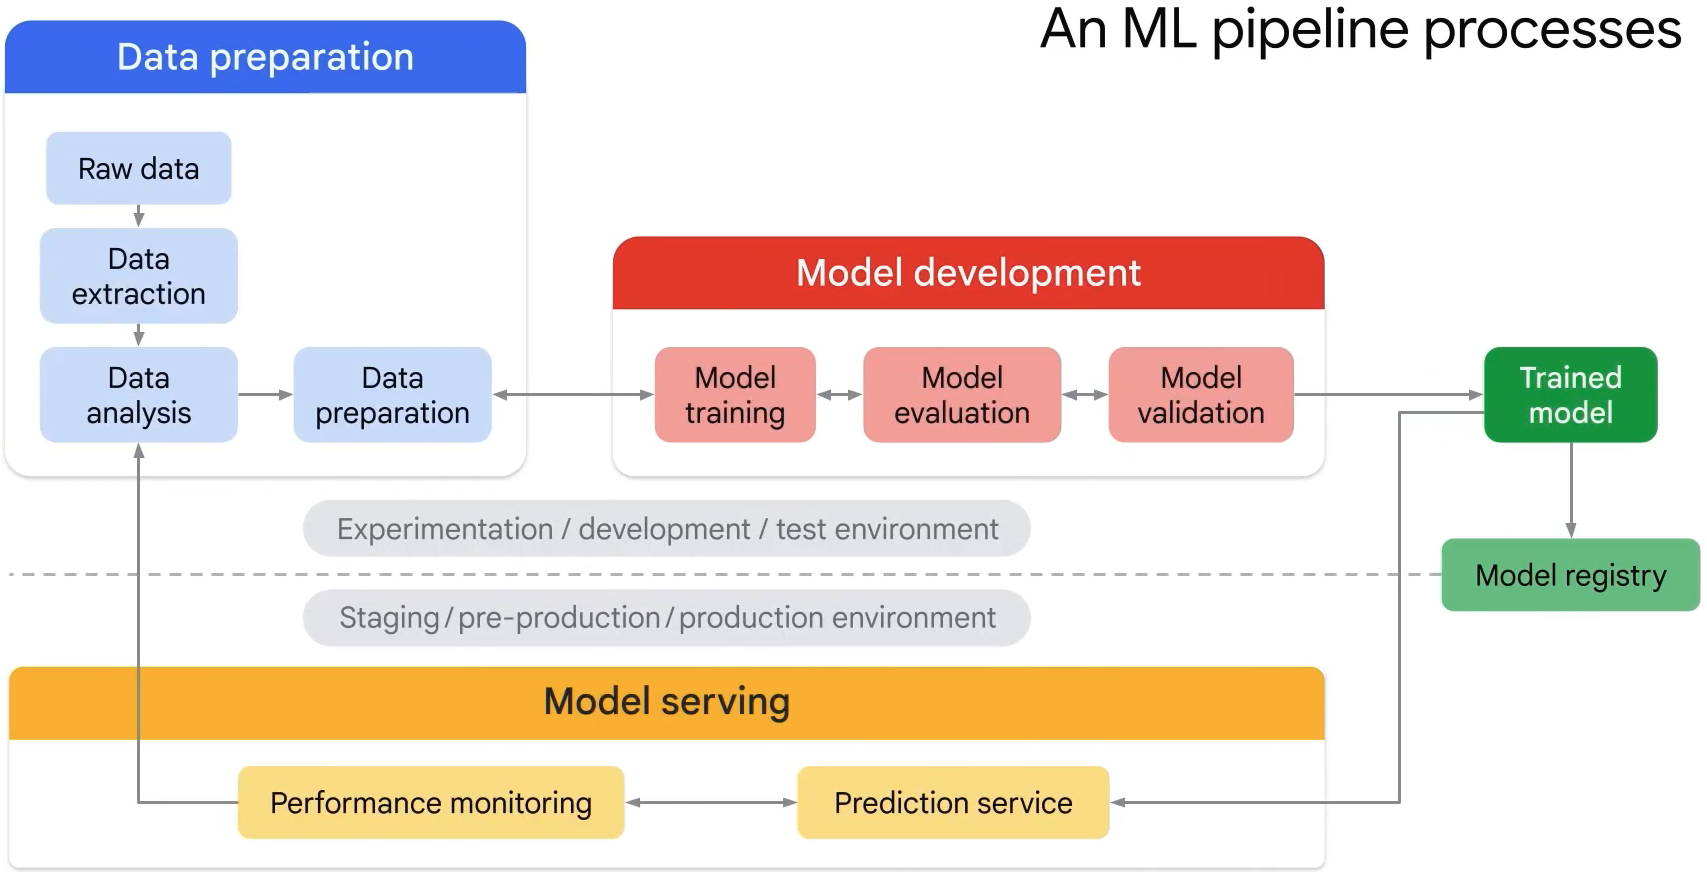 An ML pipeline processes
Data preparation
Raw data
Data
extraction
Data
analysis
Data
preparation
Model development
Model
training
Model
evaluation
Model
validation
Trained
model
Model registry
Experimentation / development / test environment
Staging / pre-production / production environment
Model serving
Performance monitoring
Prediction service